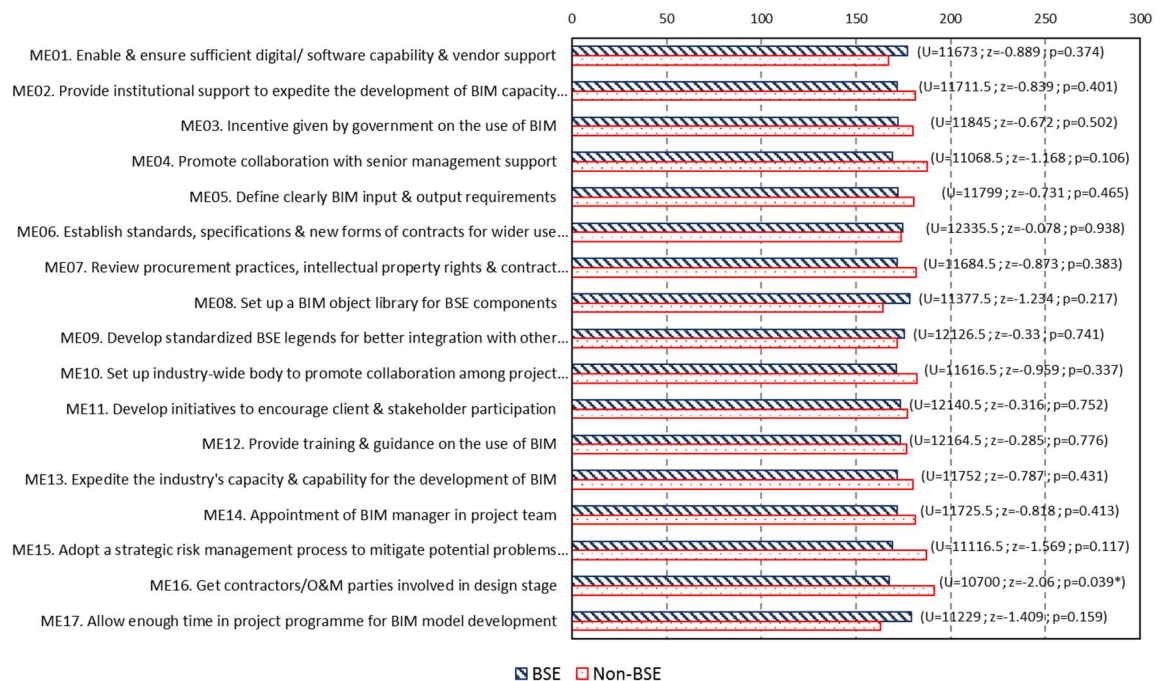 0 50 100 150 200 250 300
ME01. Enable & ensure sufficient digital/ software capability & vendor support (U=11673 ; z=-0.889 ; p=0.374)
ME02. Provide institutional support to expedite the development of BIM capacity... (U=11711.5 ; z=-0.839 ; p=0.401)
ME03. Incentive given by government on the use of BIM (U=11845 ; z=-0.672 ; p=0.502)
ME04. Promote collaboration with senior management support (U=11068.5 ; z=-1.168 ; p=0.106)
ME05. Define clearly BIM input & output requirements (U=11799 ; z=-0.731 ; p=0.465)
ME06. Establish standards, specifications & new forms of contracts for wider use... (U=12335.5 ; z=-0.078 ; p=0.938)
ME07. Review procurement practices, intellectual property rights & contract... (U=11684.5 ; z=-0.873 ; p=0.383)
ME08. Set up a BIM object library for BSE components (U=11377.5 ; z=-1.234 ; p=0.217)
ME09. Develop standardized BSE legends for better integration with other... (U=12126.5 ; z=-0.33 ; p=0.741)
ME10. Set up industry-wide body to promote collaboration among project... (U=11616.5 ; z=-0.959 ; p=0.337)
ME11. Develop initiatives to encourage client & stakeholder participation (U=12140.5 ; z=-0.316 ; p=0.752)
ME12. Provide training & guidance on the use of BIM (U=12164.5 ; z=-0.285 ; p=0.776)
ME13. Expedite the industry's capacity & capability for the development of BIM (U=11752 ; z=-0.787 ; p=0.431)
ME14. Appointment of BIM manager in project team (U=11725.5 ; z=-0.818 ; p=0.413)
ME15. Adopt a strategic risk management process to mitigate potential problems... (U=11116.5 ; z=-1.569 ; p=0.117)
ME16. Get contractors/O&M parties involved in design stage (U=10700 ; z=-2.06 ; p=0.039*)
ME17. Allow enough time in project programme for BIM model development (U=11229 ; z=-1.409 ; p=0.159)
BSE Non-BSE